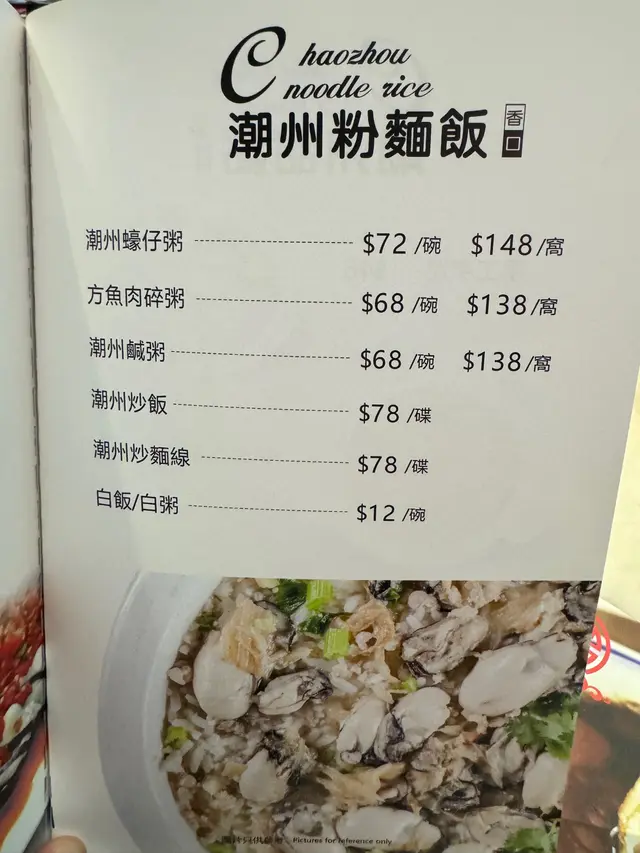 Chaozhou
noodle rice
潮州粉麵飯 香口
潮州蠔仔粥 $72/碗 $148/窩
方魚肉碎粥 $68/碗 $138/窩
潮州鹹粥 $68/碗 $138/窩
潮州炒飯 $78/碟
潮州炒麵線 $78/碟
白飯/白粥 $12/碗
Pictures for reference only